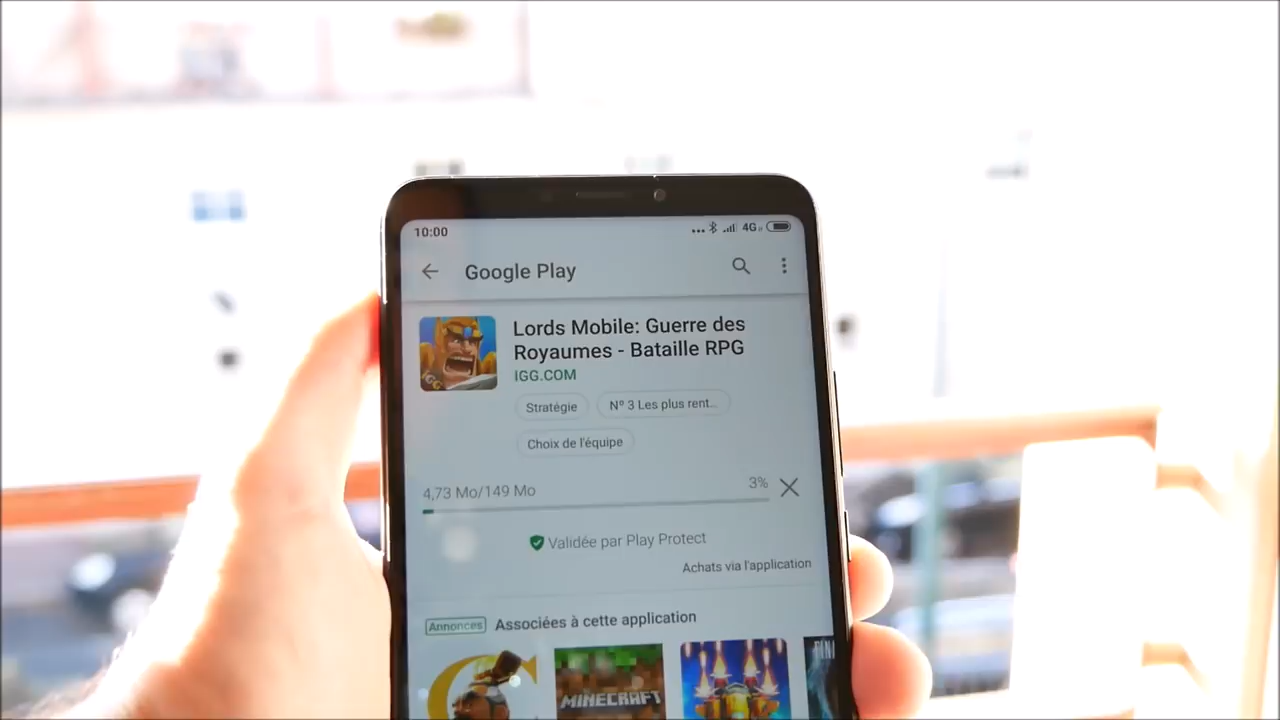 10:00
4G
Google Play
Lords Mobile: Guerre des
Royaumes - Bataille RPG
IGG.COM
IGG
Stratégie
Nº 3 Les plus rent...
Choix de l'équipe
4,73 Mo/149 Mo
3%
Validée par Play Protect
Achats via l'application
Annonces
Associées à cette application
MINECRAFT